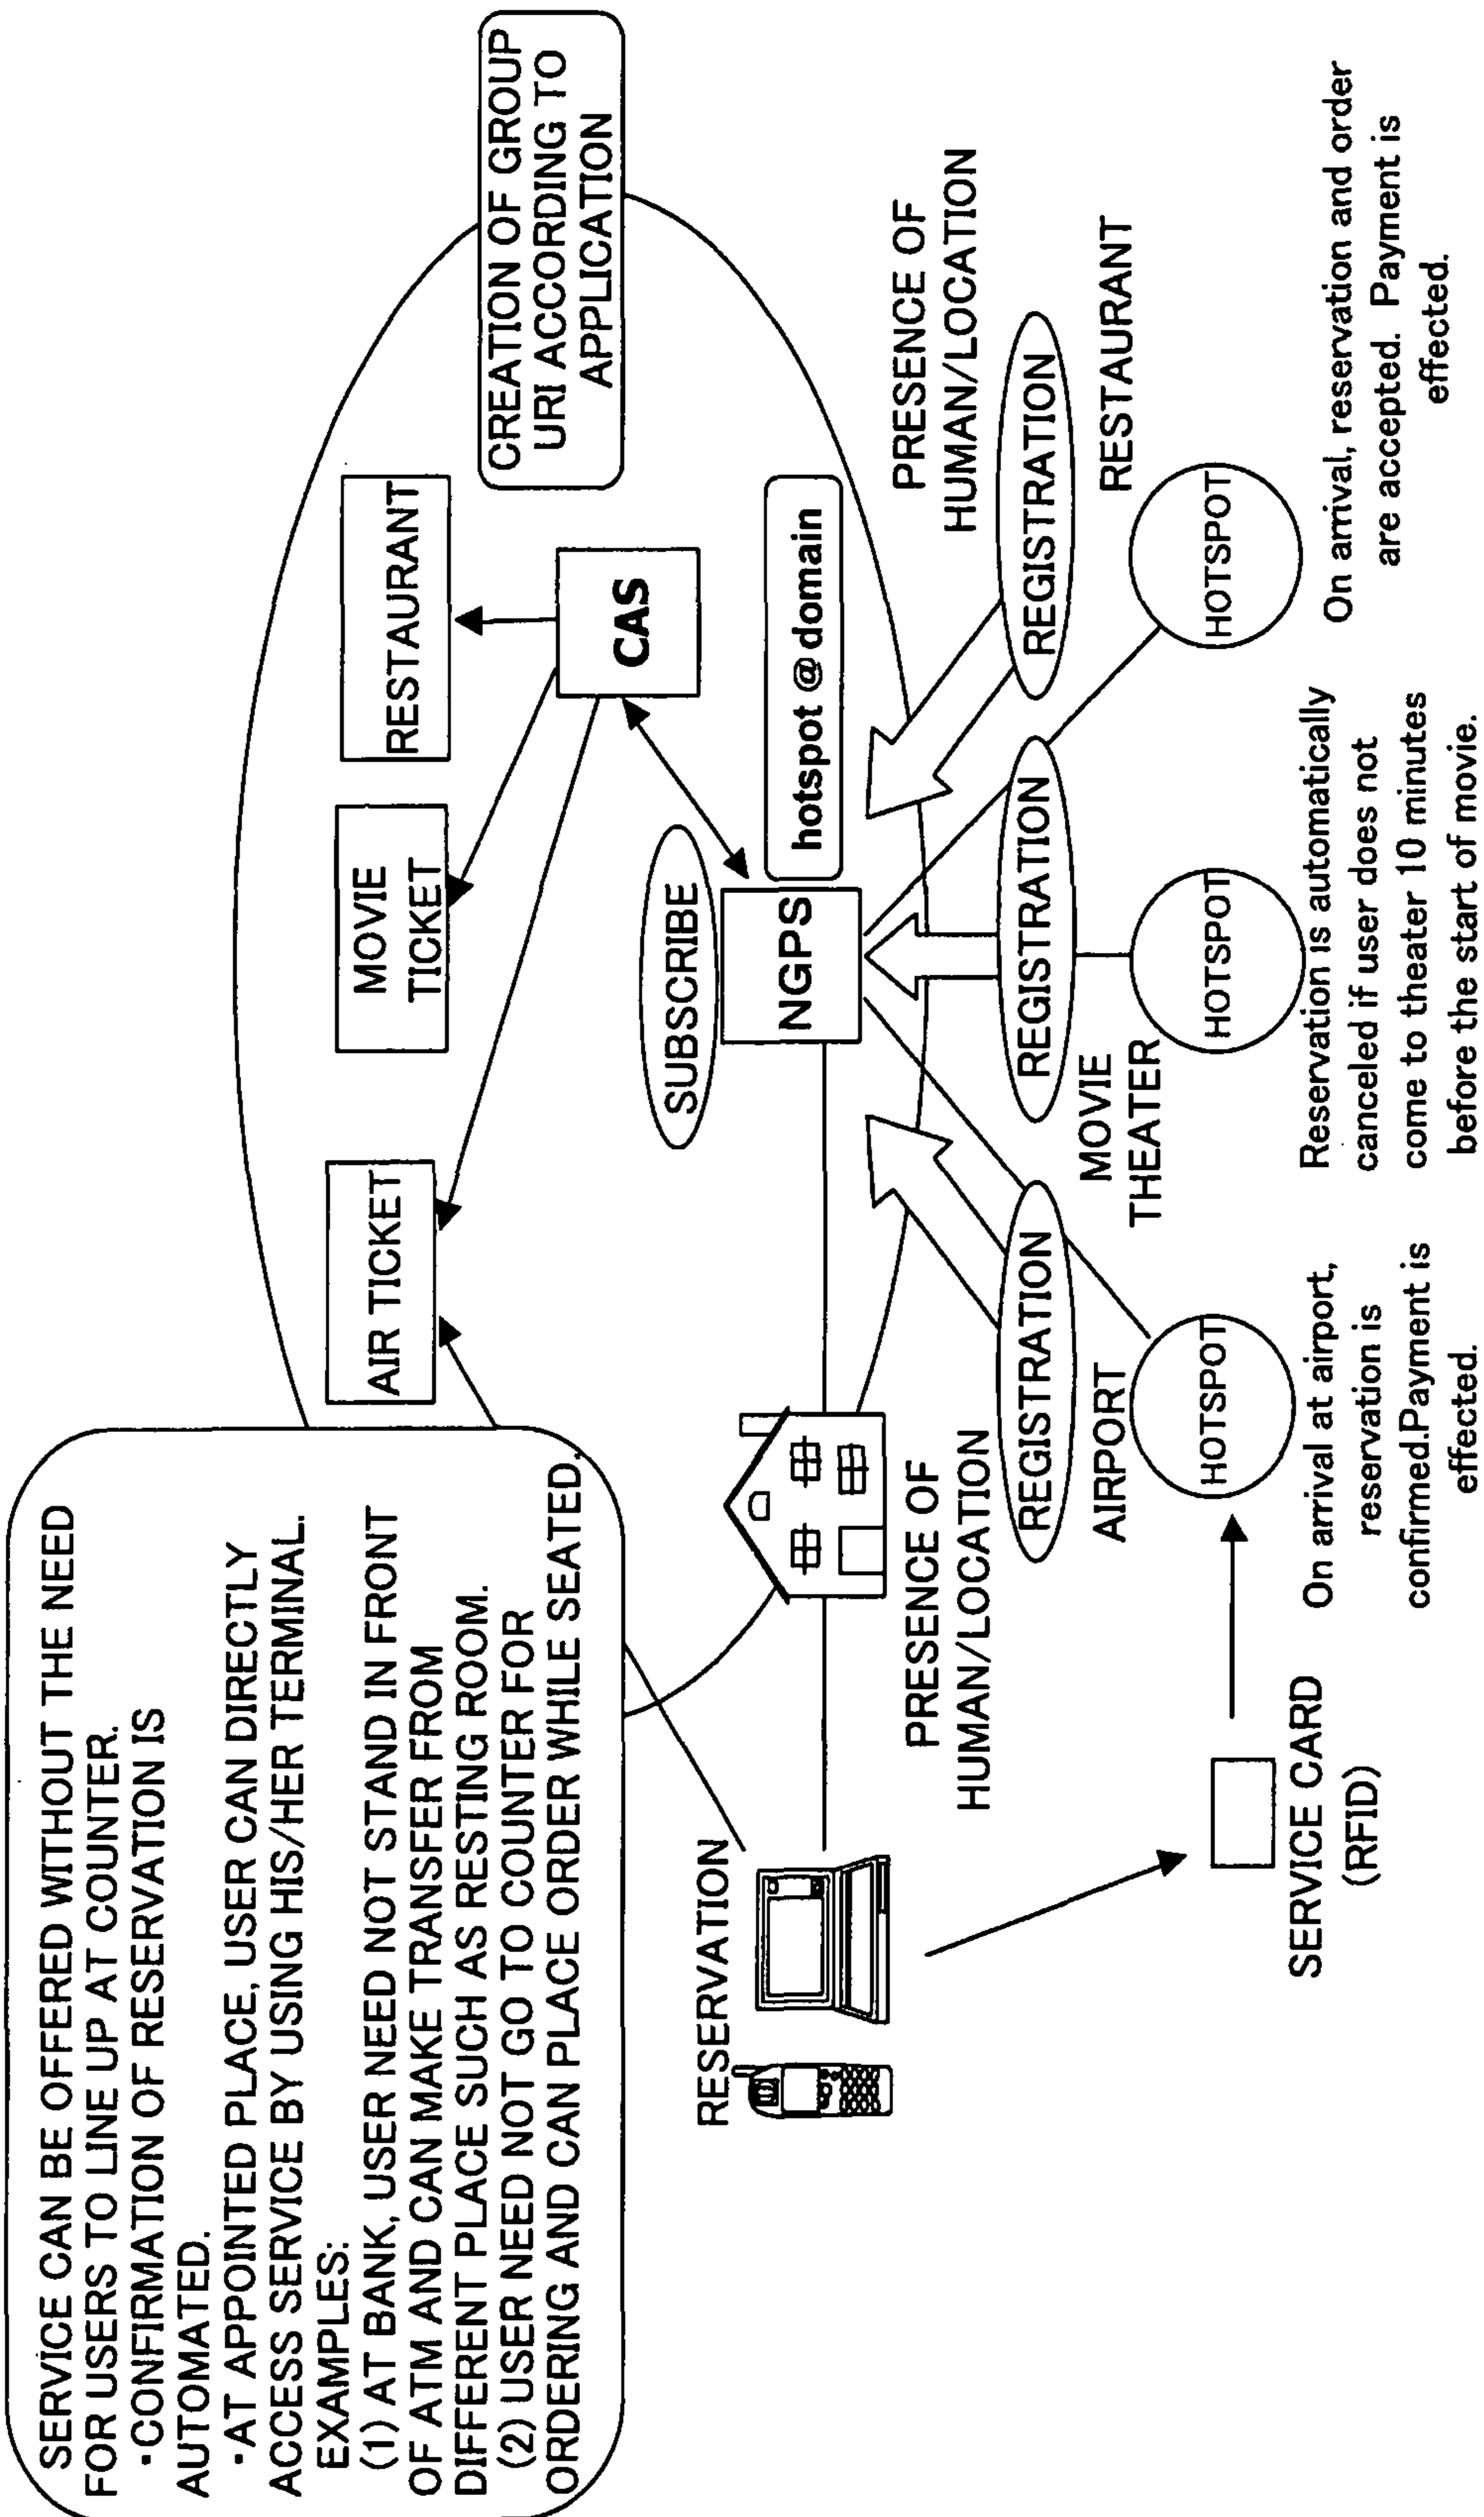 SERVICE CAN BE OFFERED WITHOUT THE NEED
FOR USERS TO LINE UP AT COUNTER.
・CONFIRMATION OF RESERVATION IS
AUTOMATED.
・AT APPOINTED PLACE, USER CAN DIRECTLY
ACCESS SERVICE BY USING HIS/HER TERMINAL.
EXAMPLES:
(1) AT BANK, USER NEED NOT STAND IN FRONT
OF ATM AND CAN MAKE TRANSFER FROM
DIFFERENT PLACE SUCH AS RESTING ROOM.
(2) USER NEED NOT GO TO COUNTER FOR
ORDERING AND CAN PLACE ORDER WHILE SEATED.
AIR TICKET
MOVIE
TICKET
RESTAURANT
CREATION OF GROUP
URI ACCORDING TO
APPLICATION
CAS
SUBSCRIBE
NGPS
hotspot @ domain
RESERVATION
PRESENCE OF
HUMAN/LOCATION
PRESENCE OF
HUMAN/LOCATION
REGISTRATION
REGISTRATION
REGISTRATION
AIRPORT
MOVIE
THEATER
RESTAURANT
HOTSPOT
HOTSPOT
HOTSPOT
SERVICE CARD
(RFID)
On arrival at airport,
reservation is
confirmed.Payment is
effected.
Reservation is automatically
canceled if user does not
come to theater 10 minutes
before the start of movie.
On arrival, reservation and order
are accepted. Payment is
effected.